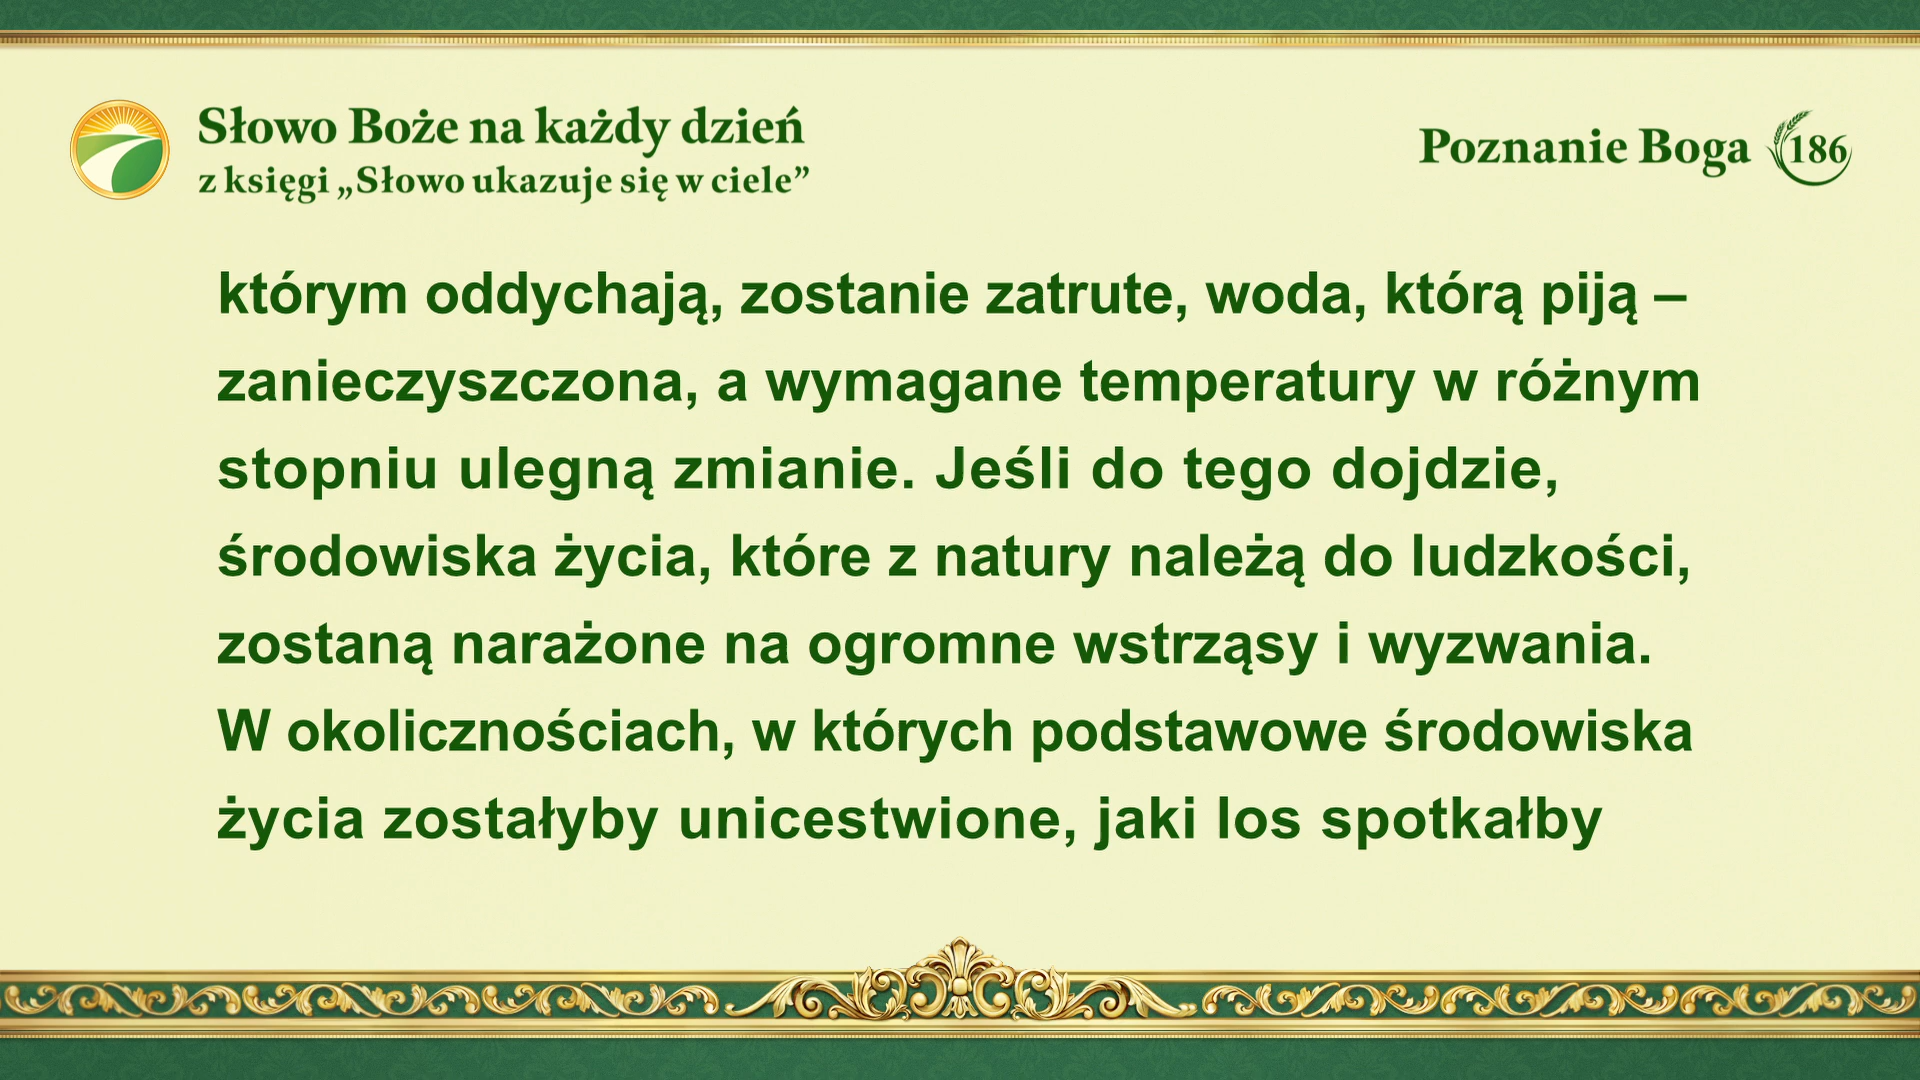 Słowo Boże na każdy dzień
z księgi „Słowo ukazuje się w ciele”
Poznanie Boga 186
którym oddychają, zostanie zatrute, woda, którą piją –
zanieczyszczona, a wymagane temperatury w różnym
stopniu ulegną zmianie. Jeśli do tego dojdzie,
środowiska życia, które z natury należą do ludzkości,
zostaną narażone na ogromne wstrząsy i wyzwania.
W okolicznościach, w których podstawowe środowiska
życia zostałyby unicestwione, jaki los spotkałby